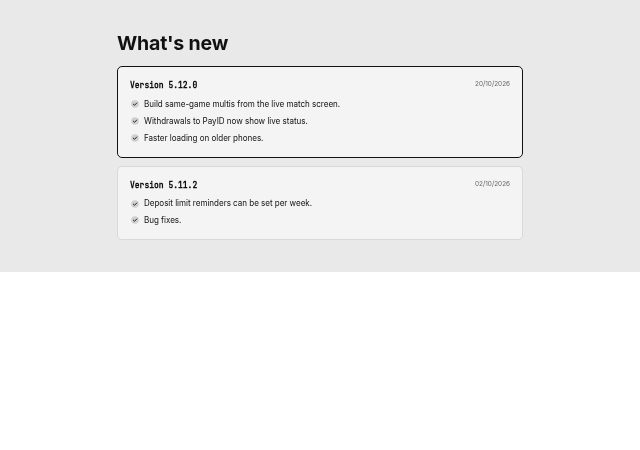 What's new
Version 5.12.0
20/10/2026
Build same-game multis from the live match screen.
Withdrawals to PayID now show live status.
Faster loading on older phones.
Version 5.11.2
02/10/2026
Deposit limit reminders can be set per week.
Bug fixes.